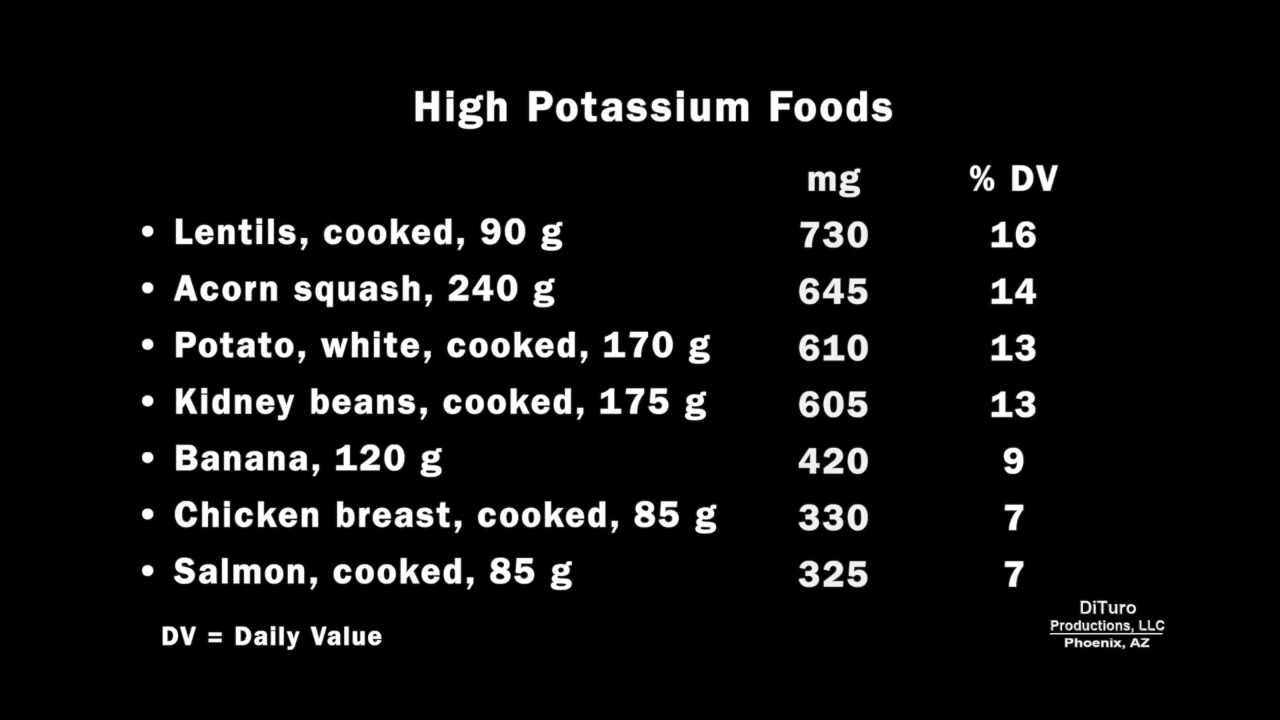 High Potassium Foods
mg % DV
• Lentils, cooked, 90 g 730 16
• Acorn squash, 240 g 645 14
• Potato, white, cooked, 170 g 610 13
• Kidney beans, cooked, 175 g 605 13
• Banana, 120 g 420 9
• Chicken breast, cooked, 85 g 330 7
• Salmon, cooked, 85 g 325 7
DV = Daily Value
DiTuro
Productions, LLC
Phoenix, AZ